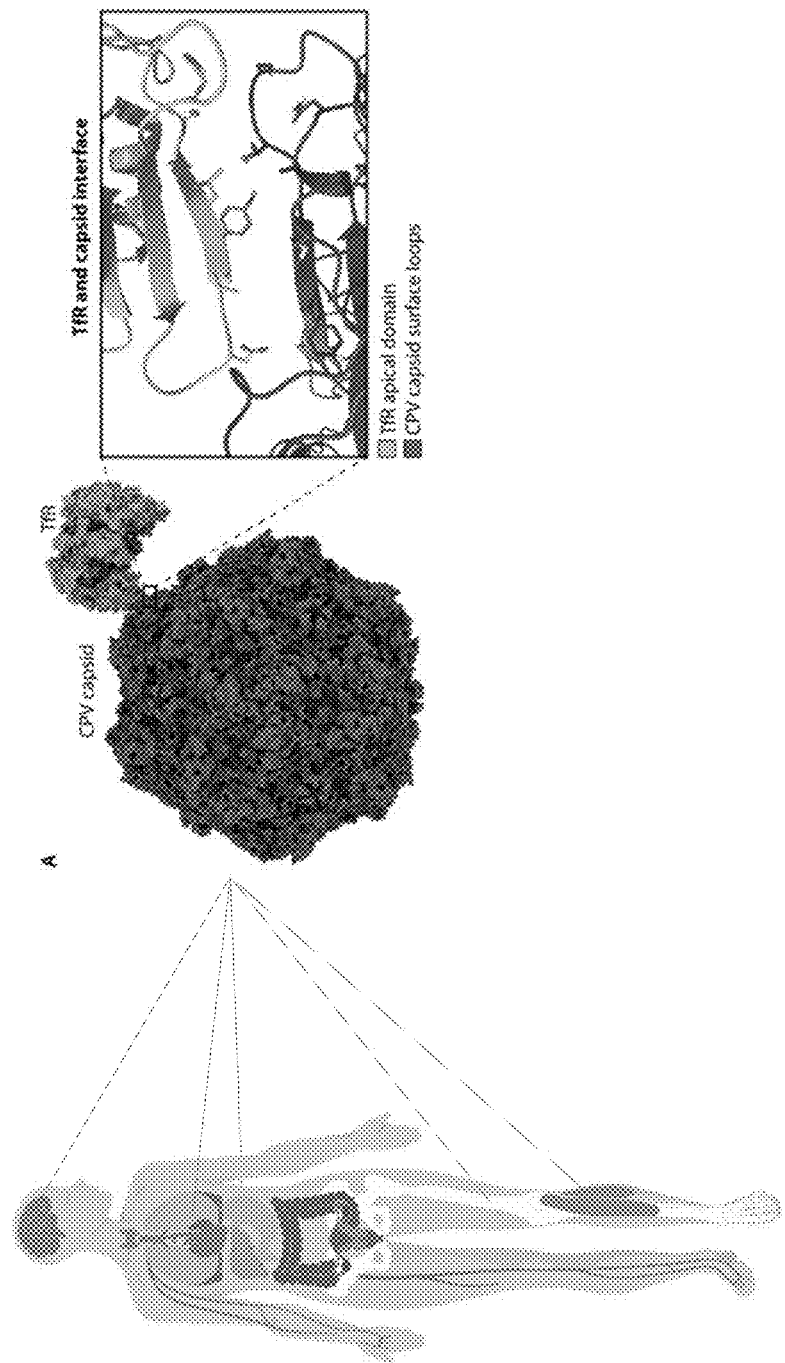 A
CPV capsid
TfR
TfR and capsid interface
TfR apical domain
CPV capsid surface loops